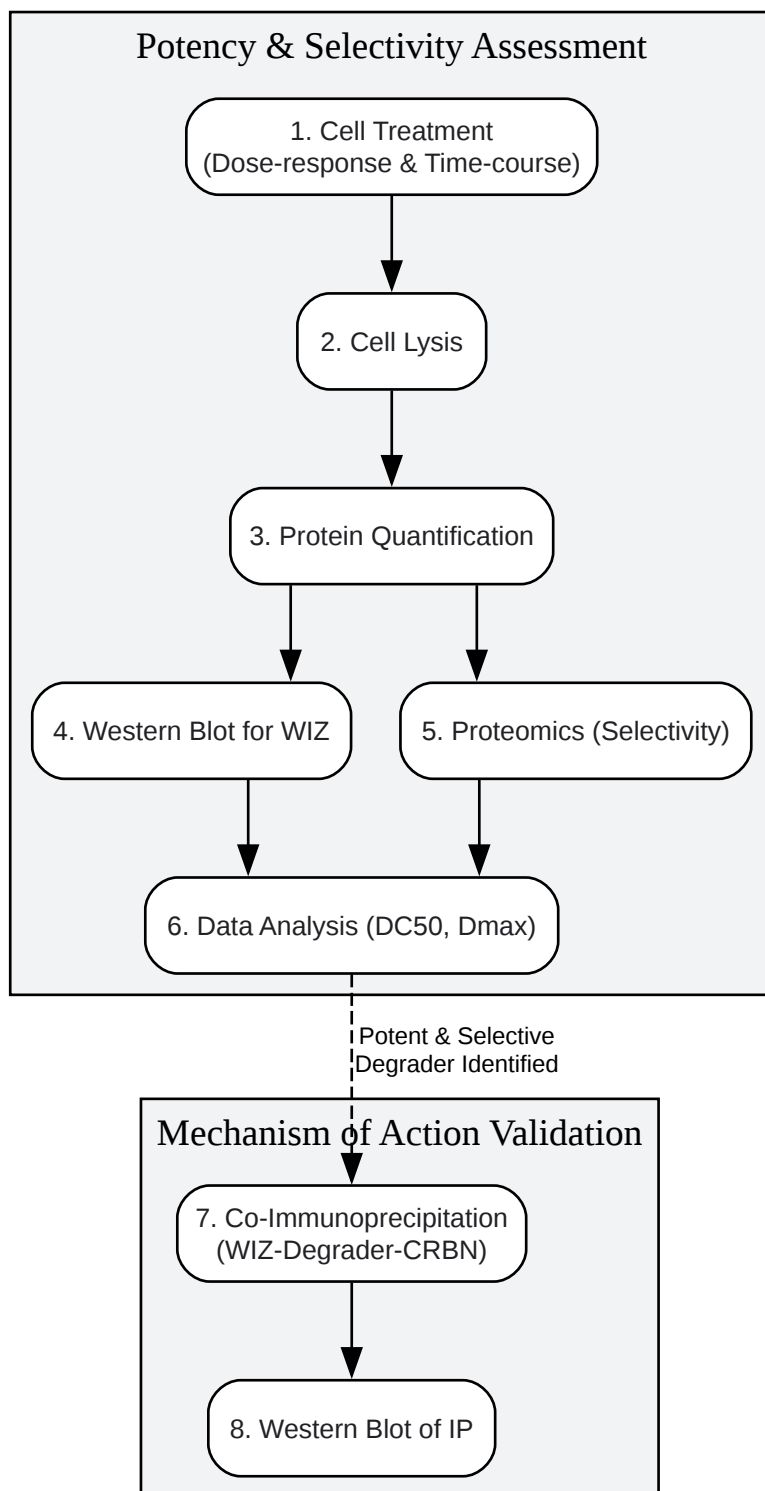 Potency & Selectivity Assessment
1. Cell Treatment
(Dose-response & Time-course)
2. Cell Lysis
3. Protein Quantification
4. Western Blot for WIZ
5. Proteomics (Selectivity)
6. Data Analysis (DC50, Dmax)
Potent & Selective
Degrader Identified
Mechanism of Action Validation
7. Co-Immunoprecipitation
(WIZ-Degrader-CRBN)
8. Western Blot of IP